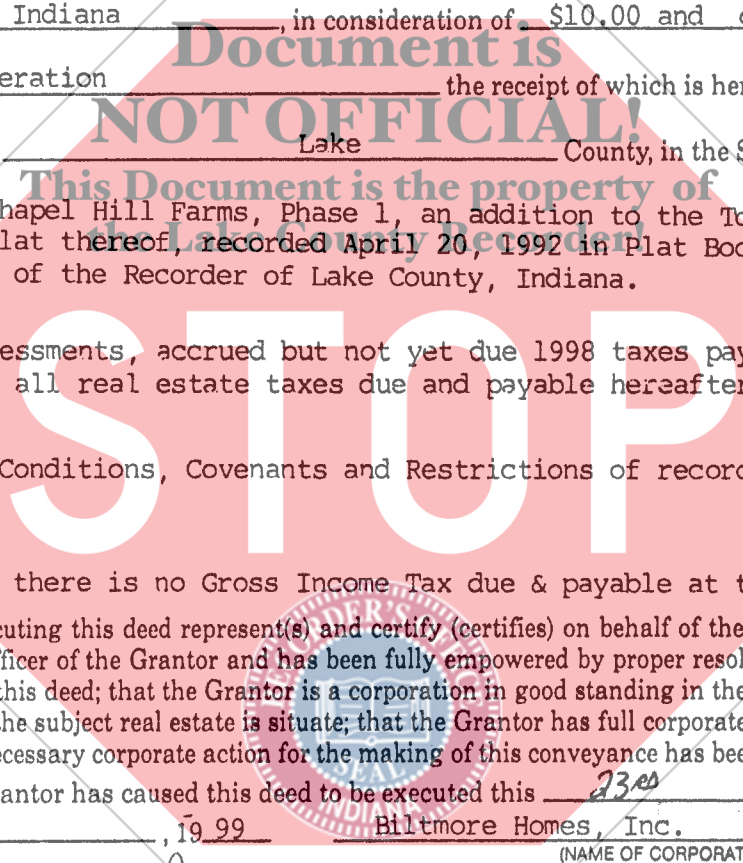 Indiana , in consideration of $10.00 and
Document is
eration the receipt of which is her
NOT OFFICIAL!
Lake County, in the S
This Document is the property of
hapel Hill Farms, Phase 1, an addition to the To
the Lake County Recorder!
lat thereof, recorded April 20, 1992 in Plat Boo
of the Recorder of Lake County, Indiana.
STOP
essments, accrued but not yet due 1998 taxes pay
all real estate taxes due and payable hereafter
Conditions, Covenants and Restrictions of record
there is no Gross Income Tax due & payable at t
cuting this deed represent(s) and certify (certifies) on behalf of the
fficer of the Grantor and has been fully empowered by proper resol
this deed; that the Grantor is a corporation in good standing in the
the subject real estate is situate; that the Grantor has full corporate
ecessary corporate action for the making of this conveyance has bee
RECORDER'S OFFICE
SEAL
INDIANA
antor has caused this deed to be executed this 23rd
, 19 99 Biltmore Homes, Inc.
(NAME OF CORPORAT